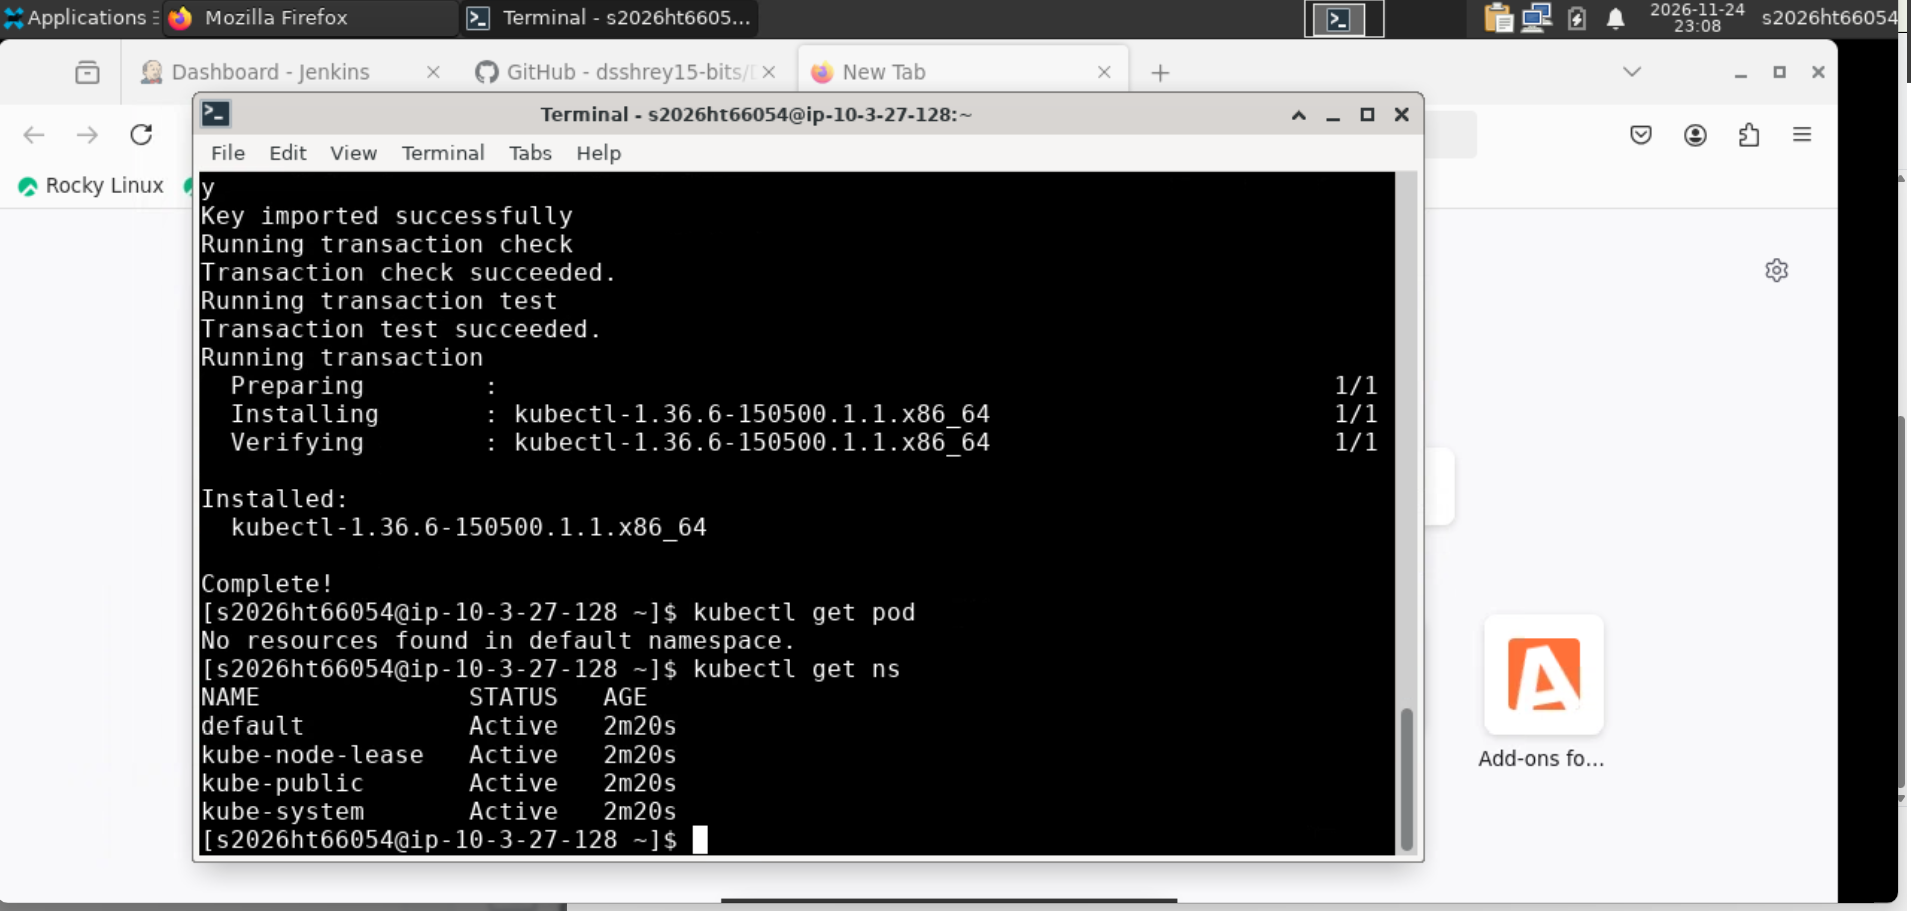 Applications
Mozilla Firefox
Terminal - s2026ht6605...
2026-11-24
23:08
s2026ht66054
Dashboard - Jenkins
GitHub - dsshrey15-bits/
New Tab
Terminal - s2026ht66054@ip-10-3-27-128:~
File Edit View Terminal Tabs Help
Rocky Linux
y
Key imported successfully
Running transaction check
Transaction check succeeded.
Running transaction test
Transaction test succeeded.
Running transaction
  Preparing        :                                                        1/1
  Installing       : kubectl-1.36.6-150500.1.1.x86_64                       1/1
  Verifying        : kubectl-1.36.6-150500.1.1.x86_64                       1/1
Installed:
  kubectl-1.36.6-150500.1.1.x86_64
Complete!
[s2026ht66054@ip-10-3-27-128 ~]$ kubectl get pod
No resources found in default namespace.
[s2026ht66054@ip-10-3-27-128 ~]$ kubectl get ns
NAME              STATUS   AGE
default           Active   2m20s
kube-node-lease   Active   2m20s
kube-public       Active   2m20s
kube-system       Active   2m20s
[s2026ht66054@ip-10-3-27-128 ~]$
Add-ons fo...